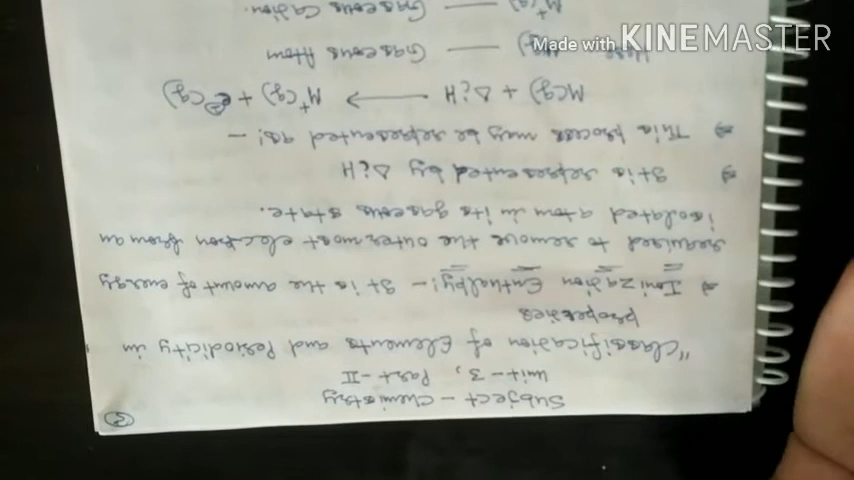 Subject - Chemistry
Unit - 3, Part - II
"Classification of Elements and Periodicity in
properties
⇒ Ionization Enthalpy :- It is the amount of energy
required to remove the outermost electron from an
isolated atom in its gaseous state.
⇒ It is represented by ΔiH
⇒ This process may be represented as :-
M(g) + ΔiH → M⁺(g) + e⊖(g)
Here M(g) — Gaseous Atom
M⁺(g) — Gaseous Cation.
Made with KINEMASTER